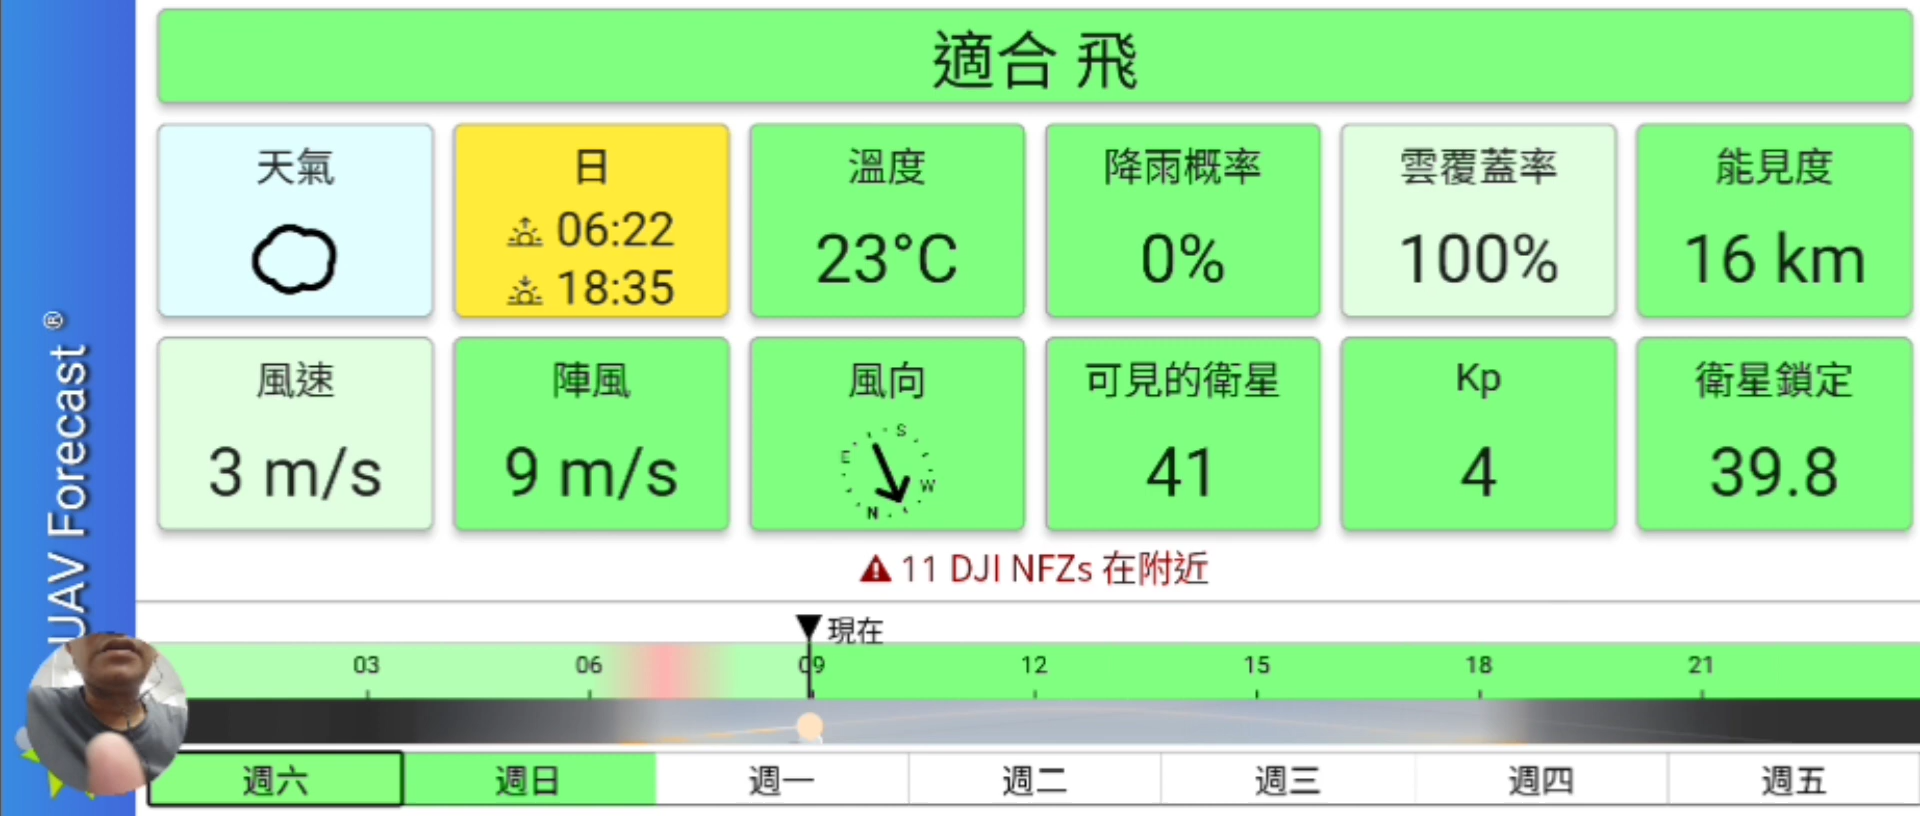 適合 飛
天氣
日
06:22
18:35
溫度
23°C
降雨概率
0%
雲覆蓋率
100%
能見度
16 km
風速
3 m/s
陣風
9 m/s
風向
S
E
W
N
可見的衛星
41
Kp
4
衛星鎖定
39.8
UAV Forecast ®
11 DJI NFZs 在附近
現在
03 06 09 12 15 18 21
週六 週日 週一 週二 週三 週四 週五